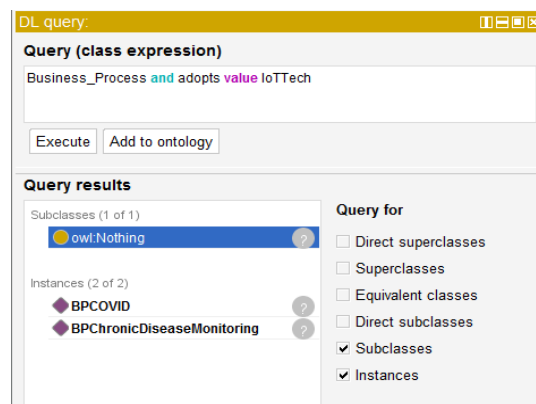 DL query:
Query (class expression)
Business_Process and adopts value IoTTech
Execute Add to ontology
Query results
Subclasses (1 of 1)
owl:Nothing
?
Instances (2 of 2)
BPCOVID
?
BPChronicDiseaseMonitoring
?
Query for
Direct superclasses
Superclasses
Equivalent classes
Direct subclasses
Subclasses
Instances